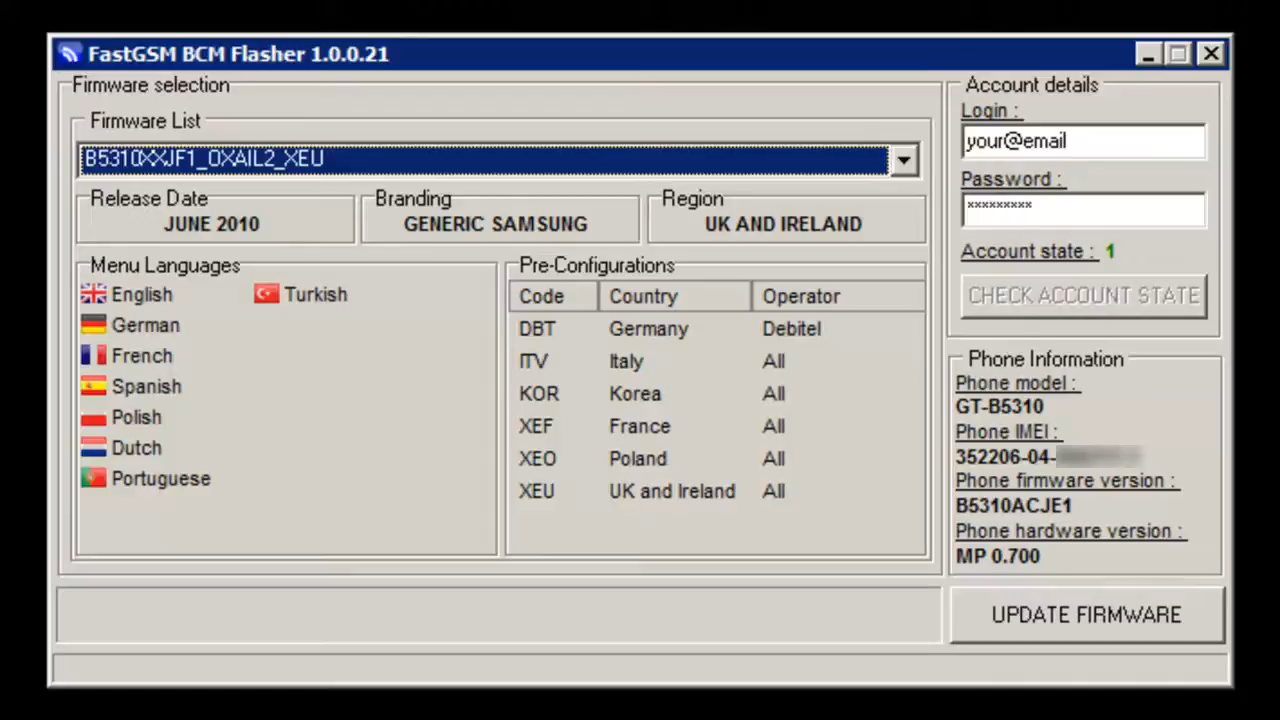 FastGSM BCM Flasher 1.0.0.21
Firmware selection
Firmware List
B5310XXJF1_OXAIL2_XEU
Release Date
JUNE 2010
Branding
GENERIC SAMSUNG
Region
UK AND IRELAND
Menu Languages
English
Turkish
German
French
Spanish
Polish
Dutch
Portuguese
Pre-Configurations
Code Country Operator
DBT Germany Debitel
ITV Italy All
KOR Korea All
XEF France All
XEO Poland All
XEU UK and Ireland All
Account details
Login :
your@email
Password :
*********
Account state : 1
CHECK ACCOUNT STATE
Phone Information
Phone model :
GT-B5310
Phone IMEI :
352206-04-
Phone firmware version :
B5310ACJE1
Phone hardware version :
MP 0.700
UPDATE FIRMWARE